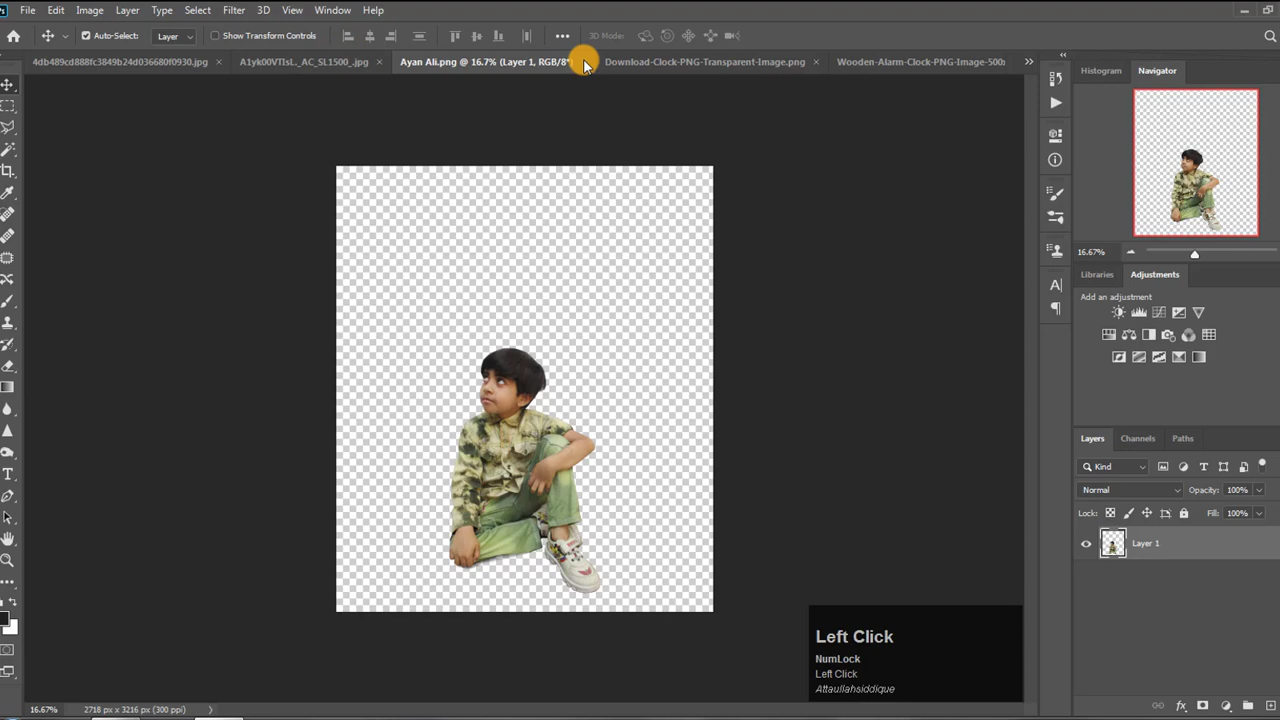 File Edit Image Layer Type Select Filter 3D View Window Help
Auto-Select: Layer Show Transform Controls 3D Mode:
4db489cd888fc3849b24d036680f0930.jpg × A1yk00VTIsL._AC_SL1500_.jpg × Ayan Ali.png @ 16.7% (Layer 1, RGB/8* Download-Clock-PNG-Transparent-Image.png × Wooden-Alarm-Clock-PNG-Image-500x
Histogram Navigator
16.67%
Libraries Adjustments
Add an adjustment
Layers Channels Paths
Kind
Normal Opacity: 100%
Lock: Fill: 100%
Layer 1
Left Click
NumLock
Left Click
Attaullahsiddique
16.67% 2718 px x 3216 px (300 ppi)